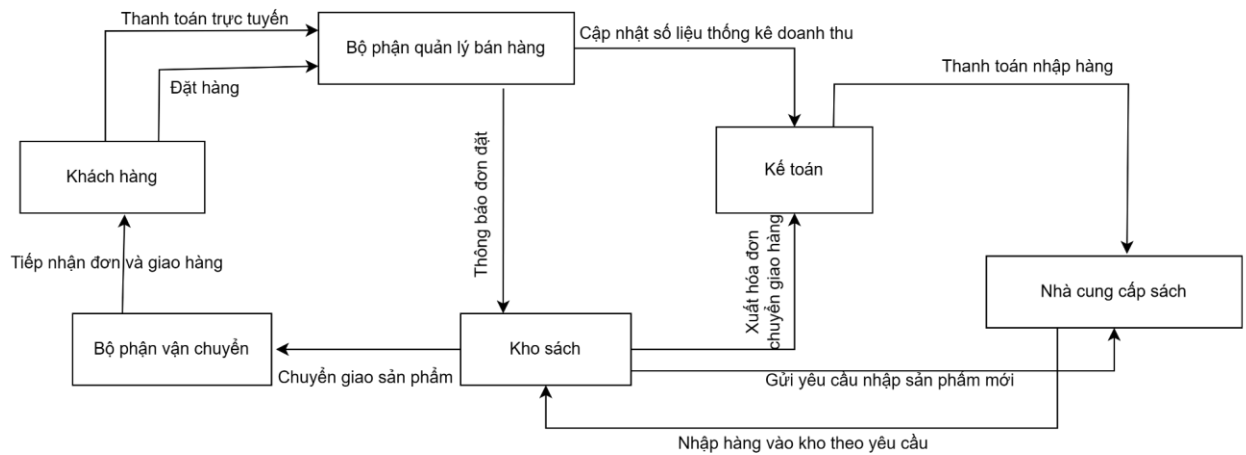 Thanh toán trực tuyến
Bộ phận quản lý bán hàng
Cập nhật số liệu thống kê doanh thu
Thanh toán nhập hàng
Đặt hàng
Khách hàng
Thông báo đơn đặt
Kế toán
Tiếp nhận đơn và giao hàng
Xuất hóa đơn
chuyển giao hàng
Nhà cung cấp sách
Bộ phận vận chuyển
Kho sách
Chuyển giao sản phẩm
Gửi yêu cầu nhập sản phẩm mới
Nhập hàng vào kho theo yêu cầu